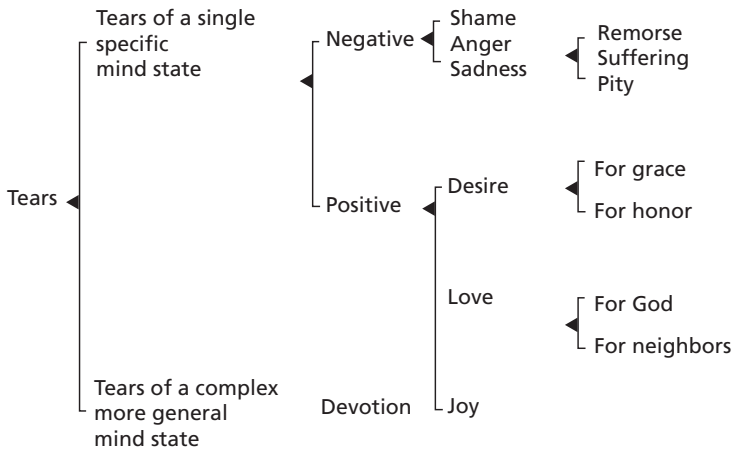 Tears
Tears of a single
specific
mind state
Negative
Shame
Anger
Sadness
Remorse
Suffering
Pity
Positive
Desire
For grace
For honor
Love
For God
For neighbors
Joy
Tears of a complex
more general
mind state
Devotion